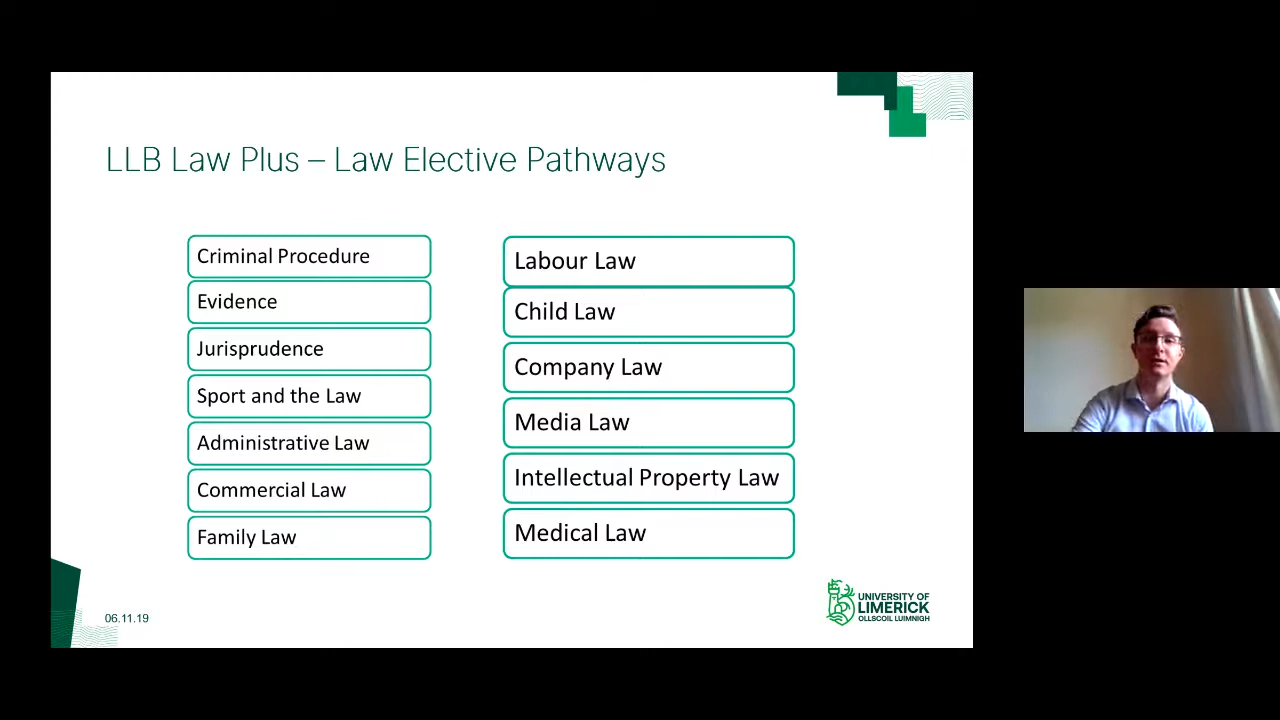 LLB Law Plus – Law Elective Pathways
Criminal Procedure
Evidence
Jurisprudence
Sport and the Law
Administrative Law
Commercial Law
Family Law
Labour Law
Child Law
Company Law
Media Law
Intellectual Property Law
Medical Law
06.11.19
UNIVERSITY OF
LIMERICK
OLLSCOIL LUIMNIGH